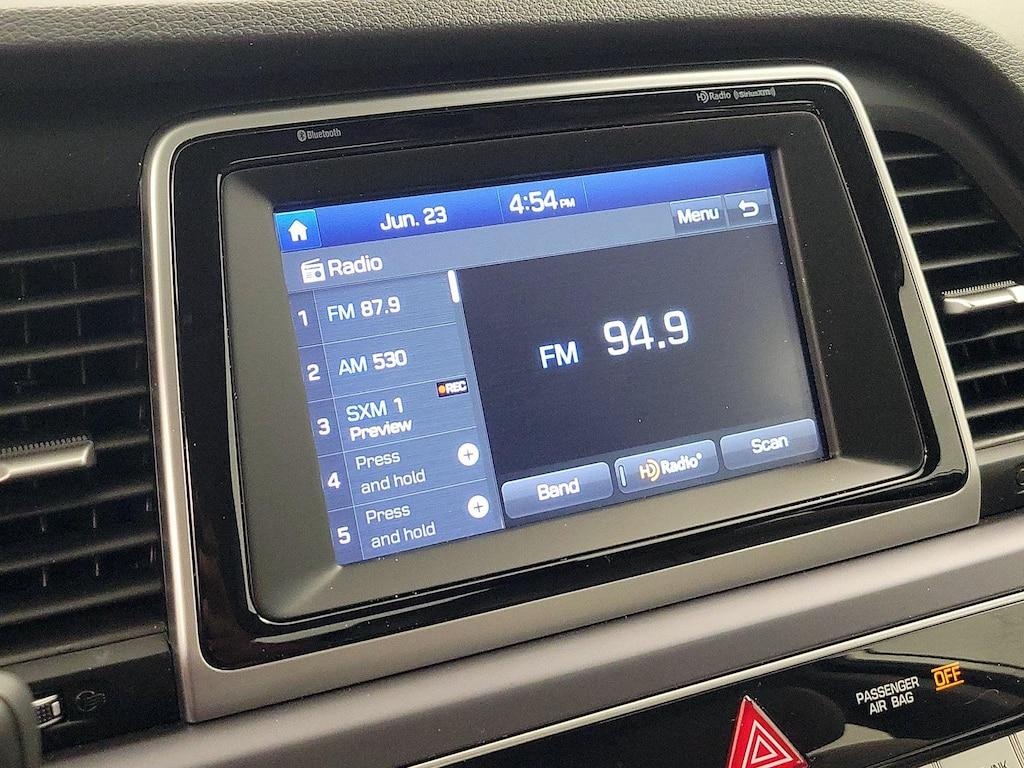 Bluetooth
HD Radio ((SiriusXM))
Jun. 23
4:54 PM
Menu
Radio
1 FM 87.9
2 AM 530
REC
3 SXM 1
Preview
4 Press
and hold
5 Press
and hold
FM 94.9
Band
HD Radio®
Scan
PASSENGER
AIR BAG
OFF